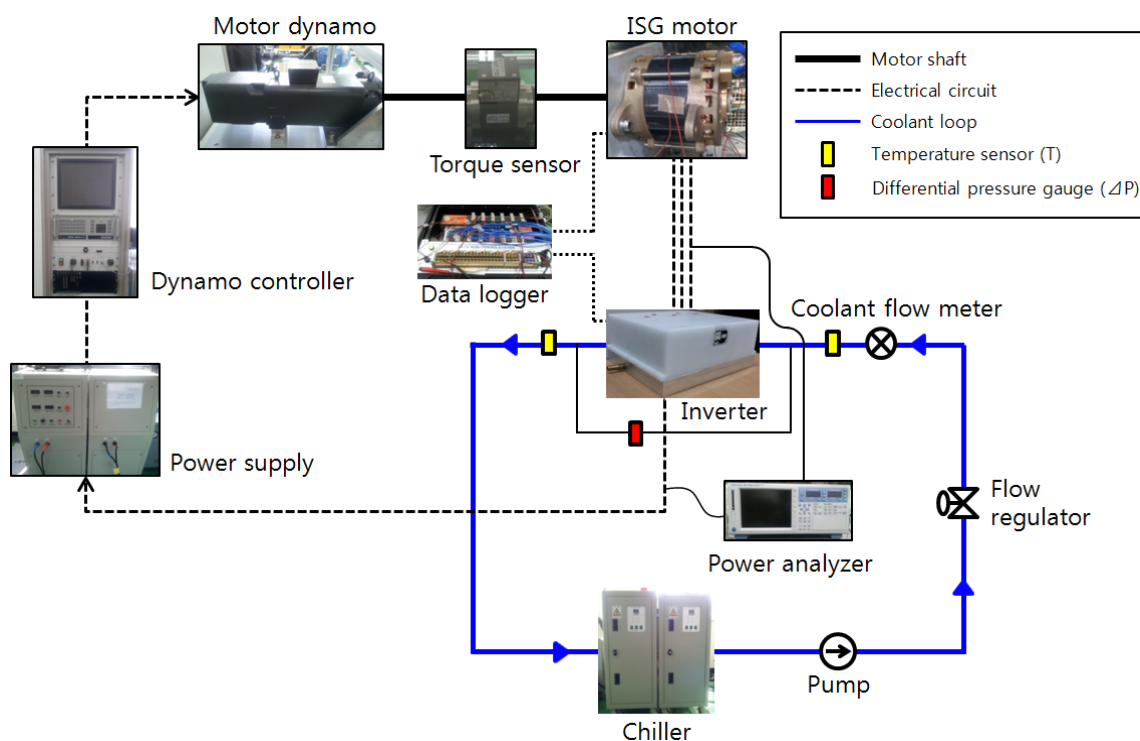 Motor dynamo
ISG motor
Motor shaft
Electrical circuit
Coolant loop
Temperature sensor (T)
Differential pressure gauge (⊿P)
Torque sensor
Dynamo controller
Data logger
Coolant flow meter
Inverter
Power supply
Flow
regulator
Power analyzer
Pump
Chiller